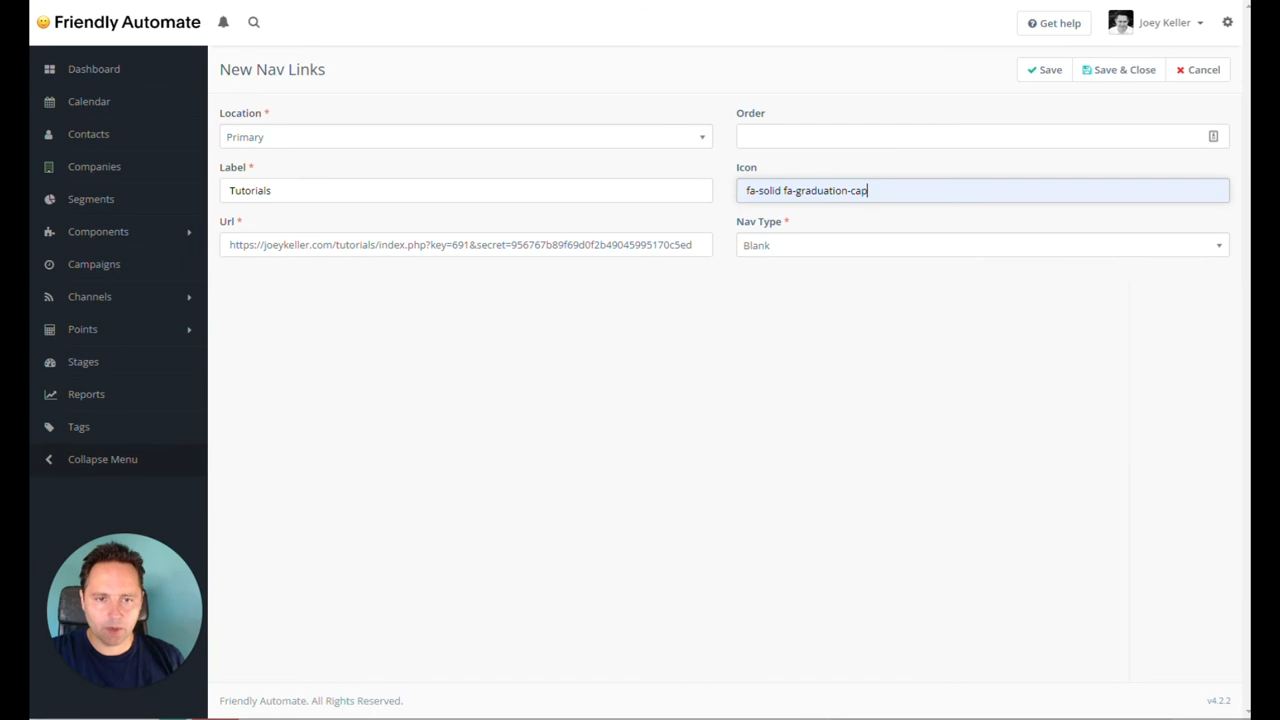 Friendly Automate
Get help
Joey Keller
Dashboard
Calendar
Contacts
Companies
Segments
Components
Campaigns
Channels
Points
Stages
Reports
Tags
Collapse Menu
New Nav Links
Save
Save & Close
Cancel
Location *
Primary
Order
Label *
Tutorials
Icon
fa-solid fa-graduation-cap
Url *
https://joeykeller.com/tutorials/index.php?key=691&secret=956767b89f69d0f2b49045995170c5ed
Nav Type *
Blank
Friendly Automate. All Rights Reserved.
v4.2.2